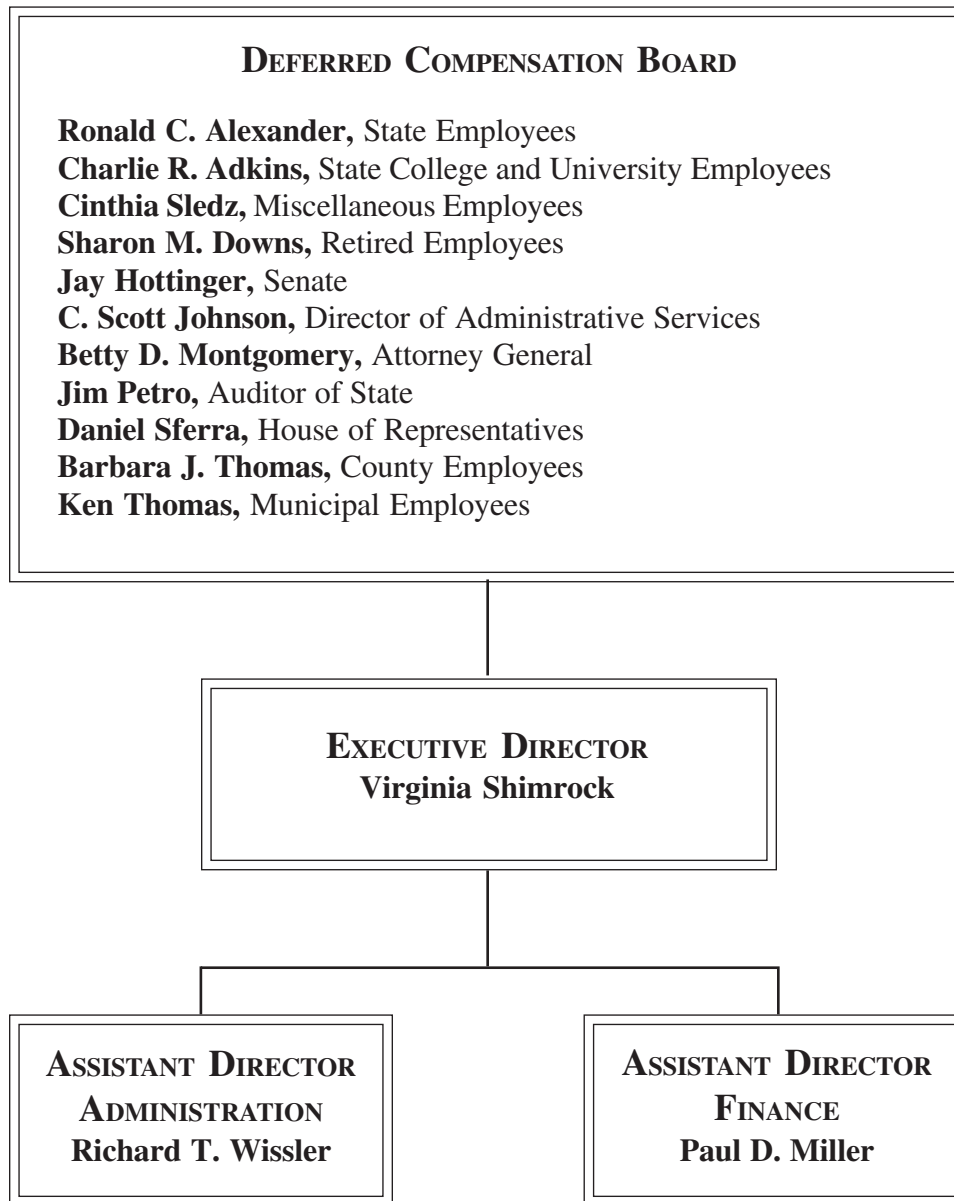 DEFERRED COMPENSATION BOARD
Ronald C. Alexander, State Employees
Charlie R. Adkins, State College and University Employees
Cinthia Sledz, Miscellaneous Employees
Sharon M. Downs, Retired Employees
Jay Hottinger, Senate
C. Scott Johnson, Director of Administrative Services
Betty D. Montgomery, Attorney General
Jim Petro, Auditor of State
Daniel Sferra, House of Representatives
Barbara J. Thomas, County Employees
Ken Thomas, Municipal Employees
EXECUTIVE DIRECTOR
Virginia Shimrock
ASSISTANT DIRECTOR
ADMINISTRATION
Richard T. Wissler
ASSISTANT DIRECTOR
FINANCE
Paul D. Miller